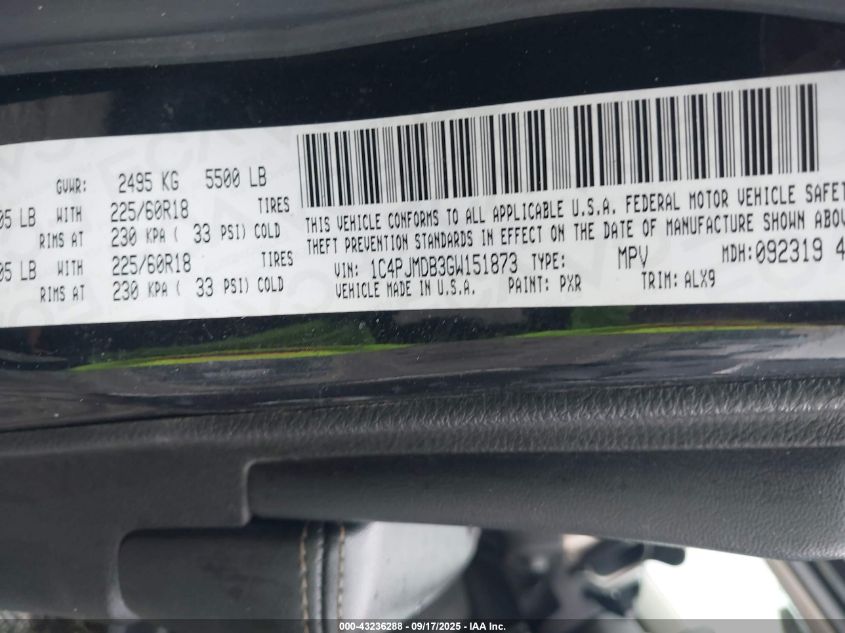 GVWR: 2495 KG 5500 LB
05 LB WITH 225/60R18 TIRES
RIMS AT 230 KPA ( 33 PSI) COLD
05 LB WITH 225/60R18 TIRES
RIMS AT 230 KPA ( 33 PSI) COLD
THIS VEHICLE CONFORMS TO ALL APPLICABLE U.S.A. FEDERAL MOTOR VEHICLE SAFET
THEFT PREVENTION STANDARDS IN EFFECT ON THE DATE OF MANUFACTURE SHOWN ABOV
VIN: 1C4PJMDB3GW151873 TYPE: MPV MDH:092319 4
VEHICLE MADE IN U.S.A. PAINT: PXR TRIM: ALX9
000-43236288 - 09/17/2025 - IAA Inc.